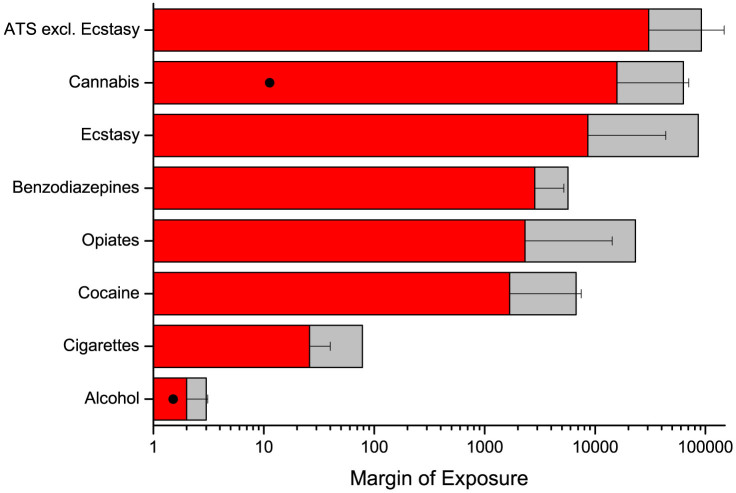 ATS excl. Ecstasy
Cannabis
Ecstasy
Benzodiazepines
Opiates
Cocaine
Cigarettes
Alcohol
1 10 100 1000 10000 100000
Margin of Exposure